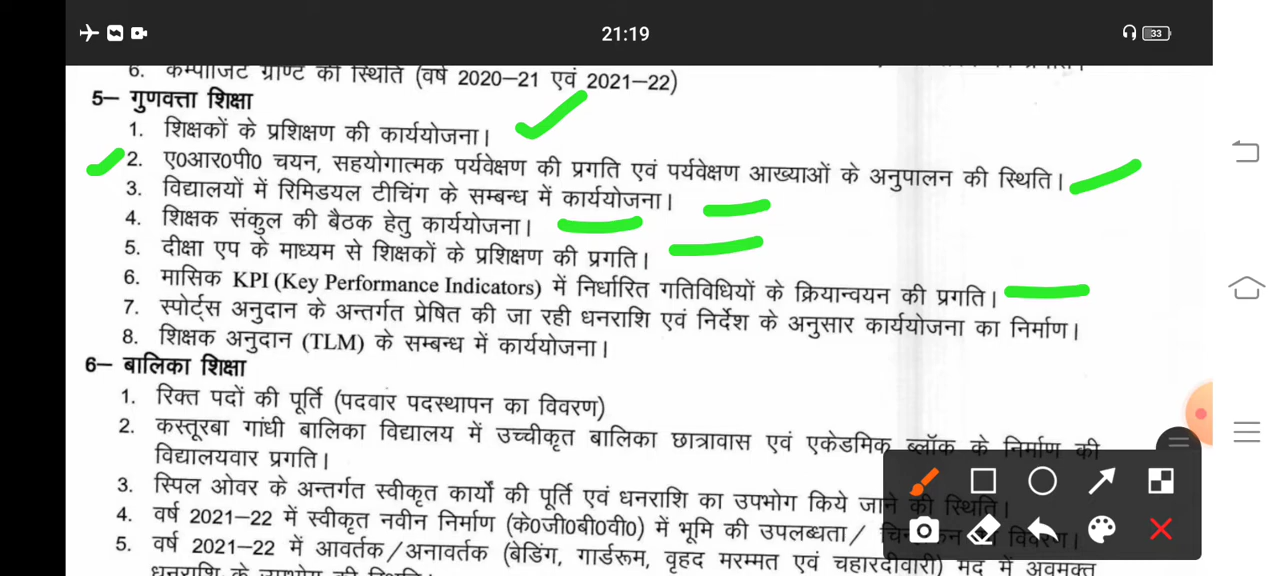 21:19
33
6. कम्पोजिट ग्राण्ट की स्थिति (वर्ष 2020–21 एवं 2021–22)
5– गुणवत्ता शिक्षा
1. शिक्षकों के प्रशिक्षण की कार्ययोजना।
2. ए0आर0पी0 चयन, सहयोगात्मक पर्यवेक्षण की प्रगति एवं पर्यवेक्षण आख्याओं के अनुपालन की स्थिति।
3. विद्यालयों में रिमिडयल टीचिंग के सम्बन्ध में कार्ययोजना।
4. शिक्षक संकुल की बैठक हेतु कार्ययोजना।
5. दीक्षा एप के माध्यम से शिक्षकों के प्रशिक्षण की प्रगति।
6. मासिक KPI (Key Performance Indicators) में निर्धारित गतिविधियों के क्रियान्वयन की प्रगति।
7. स्पोर्ट्स अनुदान के अन्तर्गत प्रेषित की जा रही धनराशि एवं निर्देश के अनुसार कार्ययोजना का निर्माण।
8. शिक्षक अनुदान (TLM) के सम्बन्ध में कार्ययोजना।
6– बालिका शिक्षा
1. रिक्त पदों की पूर्ति (पदवार पदस्थापन का विवरण)
2. कस्तूरबा गांधी बालिका विद्यालय में उच्चीकृत बालिका छात्रावास एवं एकेडमिक ब्लॉक के निर्माण की
विद्यालयवार प्रगति।
3. स्पिल ओवर के अन्तर्गत स्वीकृत कार्यों की पूर्ति एवं धनराशि का उपभोग किये जाने की स्थिति।
4. वर्ष 2021–22 में स्वीकृत नवीन निर्माण (के0जी0बी0वी0) में भूमि की उपलब्धता/ विवरण।
5. वर्ष 2021–22 में आवर्तक/अनावर्तक (बेडिंग, गार्डरूम, वृहद मरम्मत एवं चहारदीवारी) मद में अवमुक्त
धनराशि के उपभोग की स्थिति।